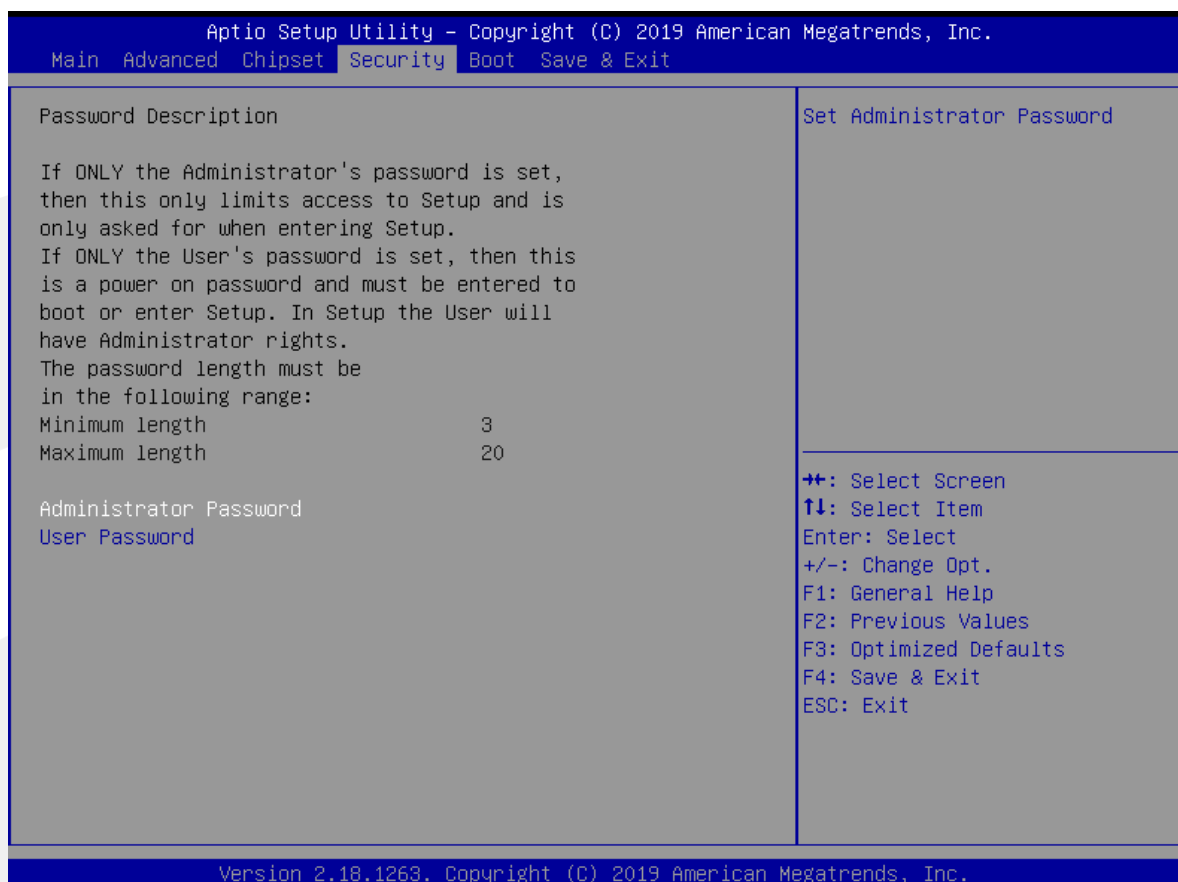 Aptio Setup Utility – Copyright (C) 2019 American Megatrends, Inc.
Main Advanced Chipset Security Boot Save & Exit
Password Description
If ONLY the Administrator's password is set,
then this only limits access to Setup and is
only asked for when entering Setup.
If ONLY the User's password is set, then this
is a power on password and must be entered to
boot or enter Setup. In Setup the User will
have Administrator rights.
The password length must be
in the following range:
Minimum length 3
Maximum length 20
Administrator Password
User Password
Set Administrator Password
→←: Select Screen
↑↓: Select Item
Enter: Select
+/-: Change Opt.
F1: General Help
F2: Previous Values
F3: Optimized Defaults
F4: Save & Exit
ESC: Exit
Version 2.18.1263. Copyright (C) 2019 American Megatrends, Inc.